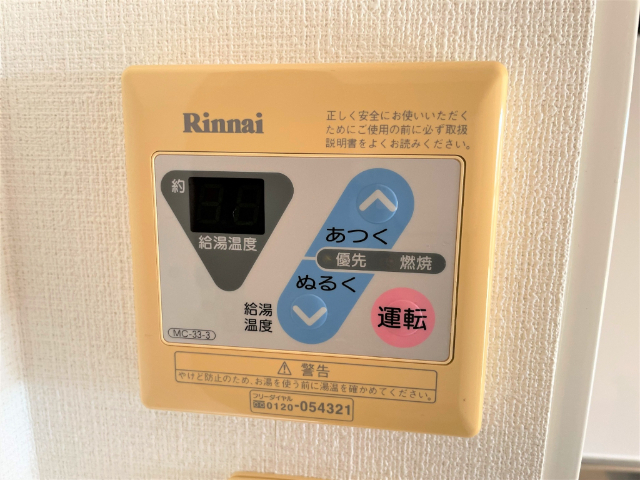 Rinnai
正しく安全にお使いいただく
ためにご使用の前に必ず取扱
説明書をよくお読みください。
約
給湯温度
あつく
優先 燃焼
ぬるく
給湯
温度
運転
MC-33-3
⚠ 警告
やけど防止のため、お湯を使う前に湯温を確かめてください。
フリーダイヤル
0120-054321